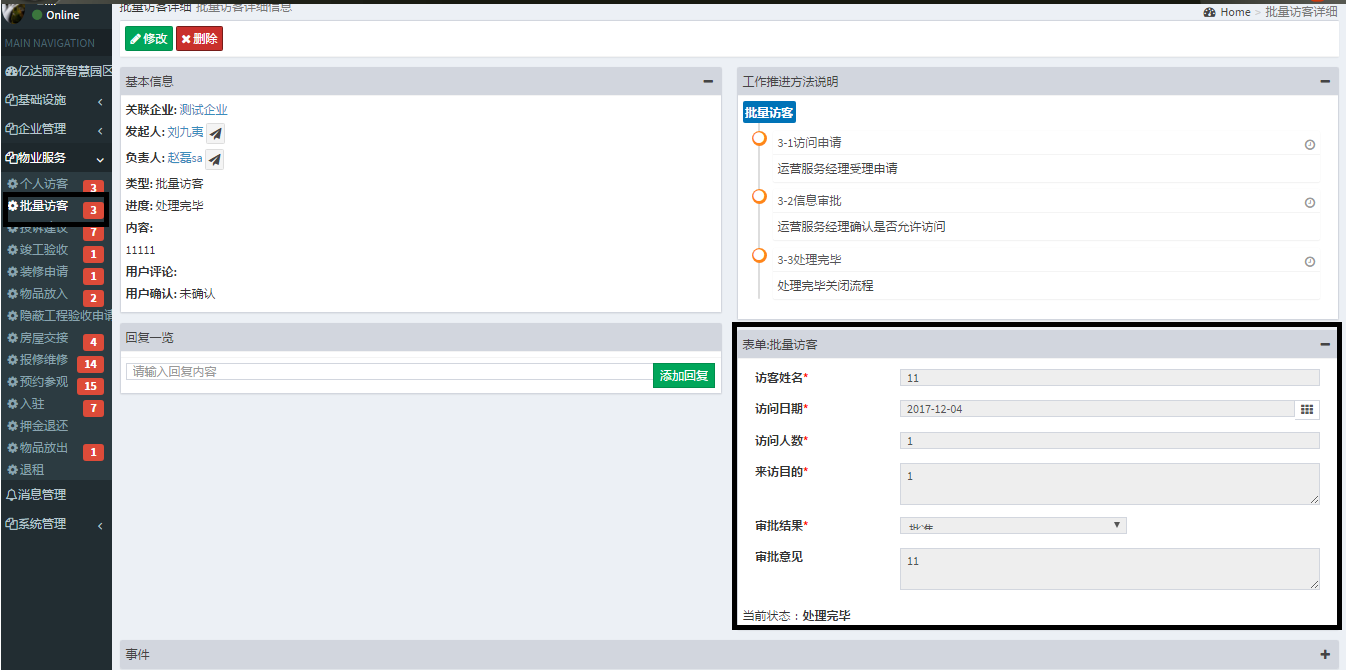 Online
MAIN NAVIGATION
亿达丽泽智慧园区
基础设施
企业管理
物业服务
个人访客 3
批量访客 3
投诉建议 7
竣工验收 1
装修申请 1
物品放入 2
隐蔽工程验收申请
房屋交接 4
报修维修 14
预约参观 15
入驻 7
押金退还
物品放出 1
退租
消息管理
系统管理
批量访客详细 批量访客详细信息
Home > 批量访客详细
修改 删除
基本信息
关联企业: 测试企业
发起人: 刘九夷
负责人: 赵磊sa
类型: 批量访客
进度: 处理完毕
内容:
11111
用户评论:
用户确认: 未确认
回复一览
请输入回复内容 添加回复
工作推进方法说明
批量访客
3-1访问申请
运营服务经理受理申请
3-2信息审批
运营服务经理确认是否允许访问
3-3处理完毕
处理完毕关闭流程
表单:批量访客
访客姓名* 11
访问日期* 2017-12-04
访问人数* 1
来访目的* 1
审批结果* 批准
审批意见 11
当前状态：处理完毕
事件